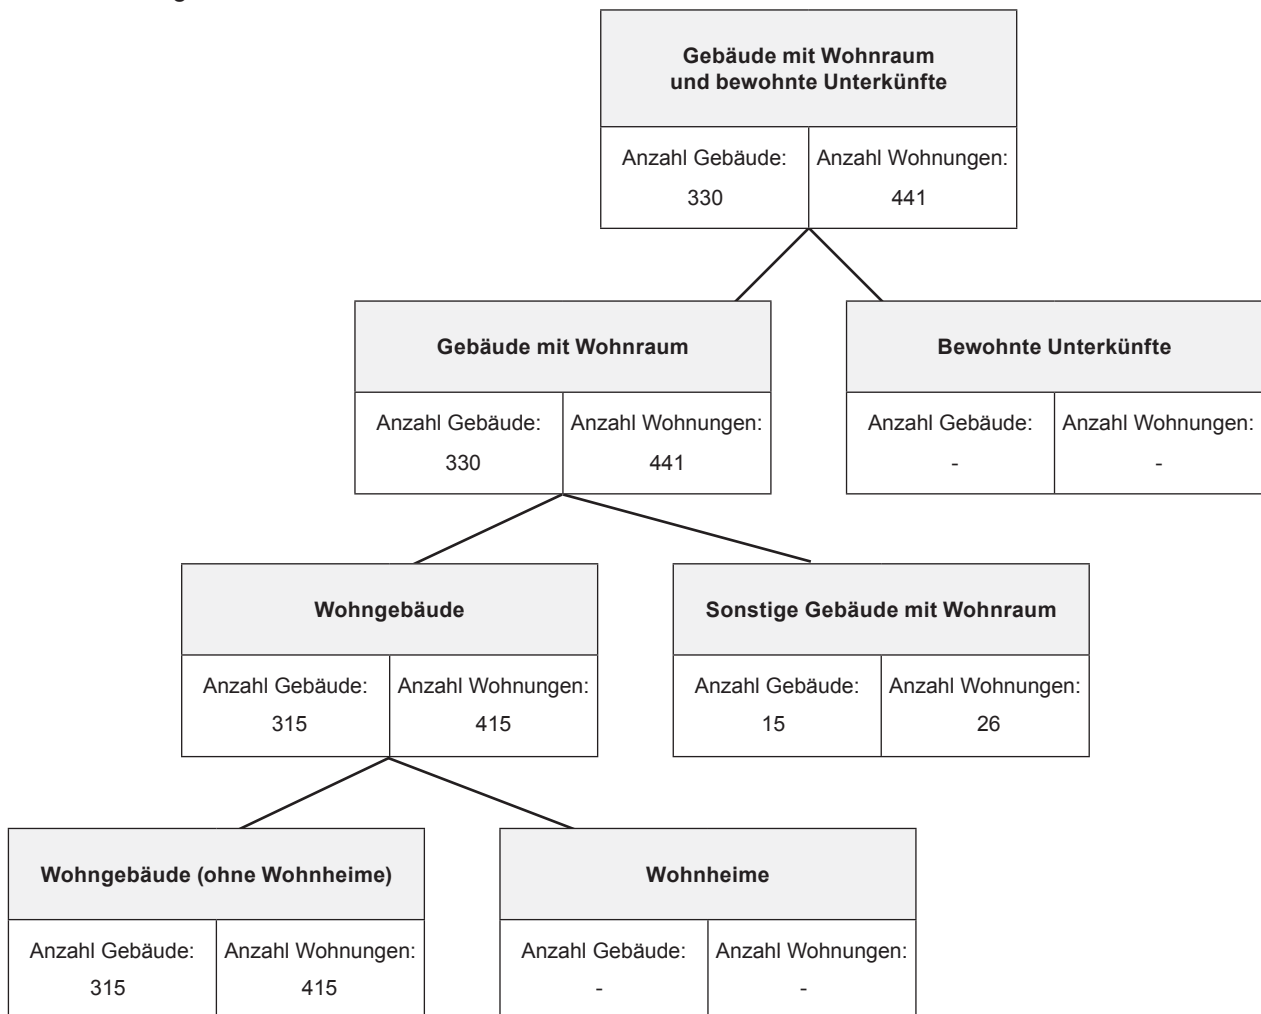 Gebäude mit Wohnraum
und bewohnte Unterkünfte
Anzahl Gebäude: Anzahl Wohnungen:
330 441
Gebäude mit Wohnraum
Anzahl Gebäude: Anzahl Wohnungen:
330 441
Bewohnte Unterkünfte
Anzahl Gebäude: Anzahl Wohnungen:
- -
Wohngebäude
Anzahl Gebäude: Anzahl Wohnungen:
315 415
Sonstige Gebäude mit Wohnraum
Anzahl Gebäude: Anzahl Wohnungen:
15 26
Wohngebäude (ohne Wohnheime)
Anzahl Gebäude: Anzahl Wohnungen:
315 415
Wohnheime
Anzahl Gebäude: Anzahl Wohnungen:
- -